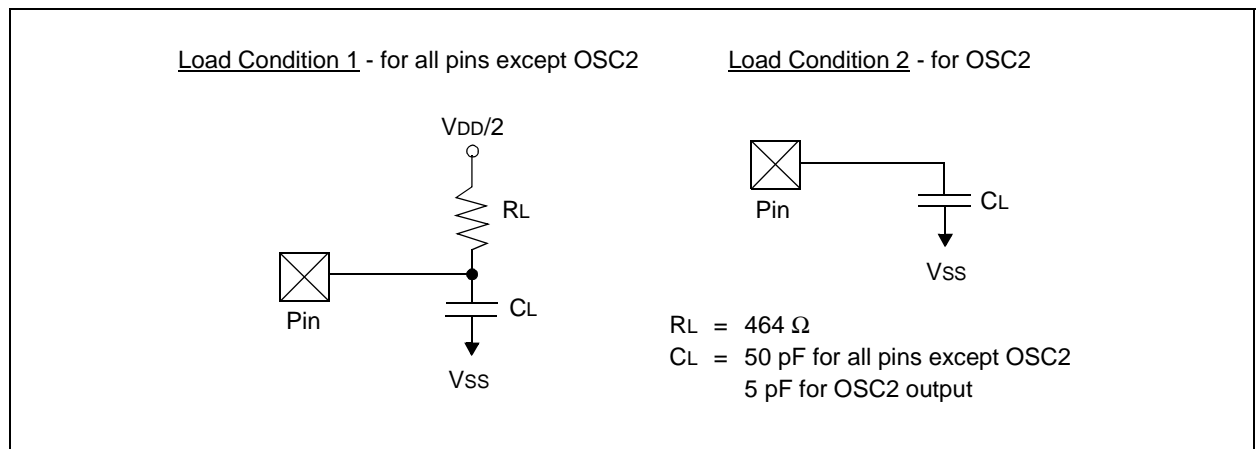 Load Condition 1 - for all pins except OSC2
VDD/2
RL
Pin
CL
VSS
Load Condition 2 - for OSC2
Pin
CL
VSS
RL = 464 Ω
CL = 50 pF for all pins except OSC2
5 pF for OSC2 output